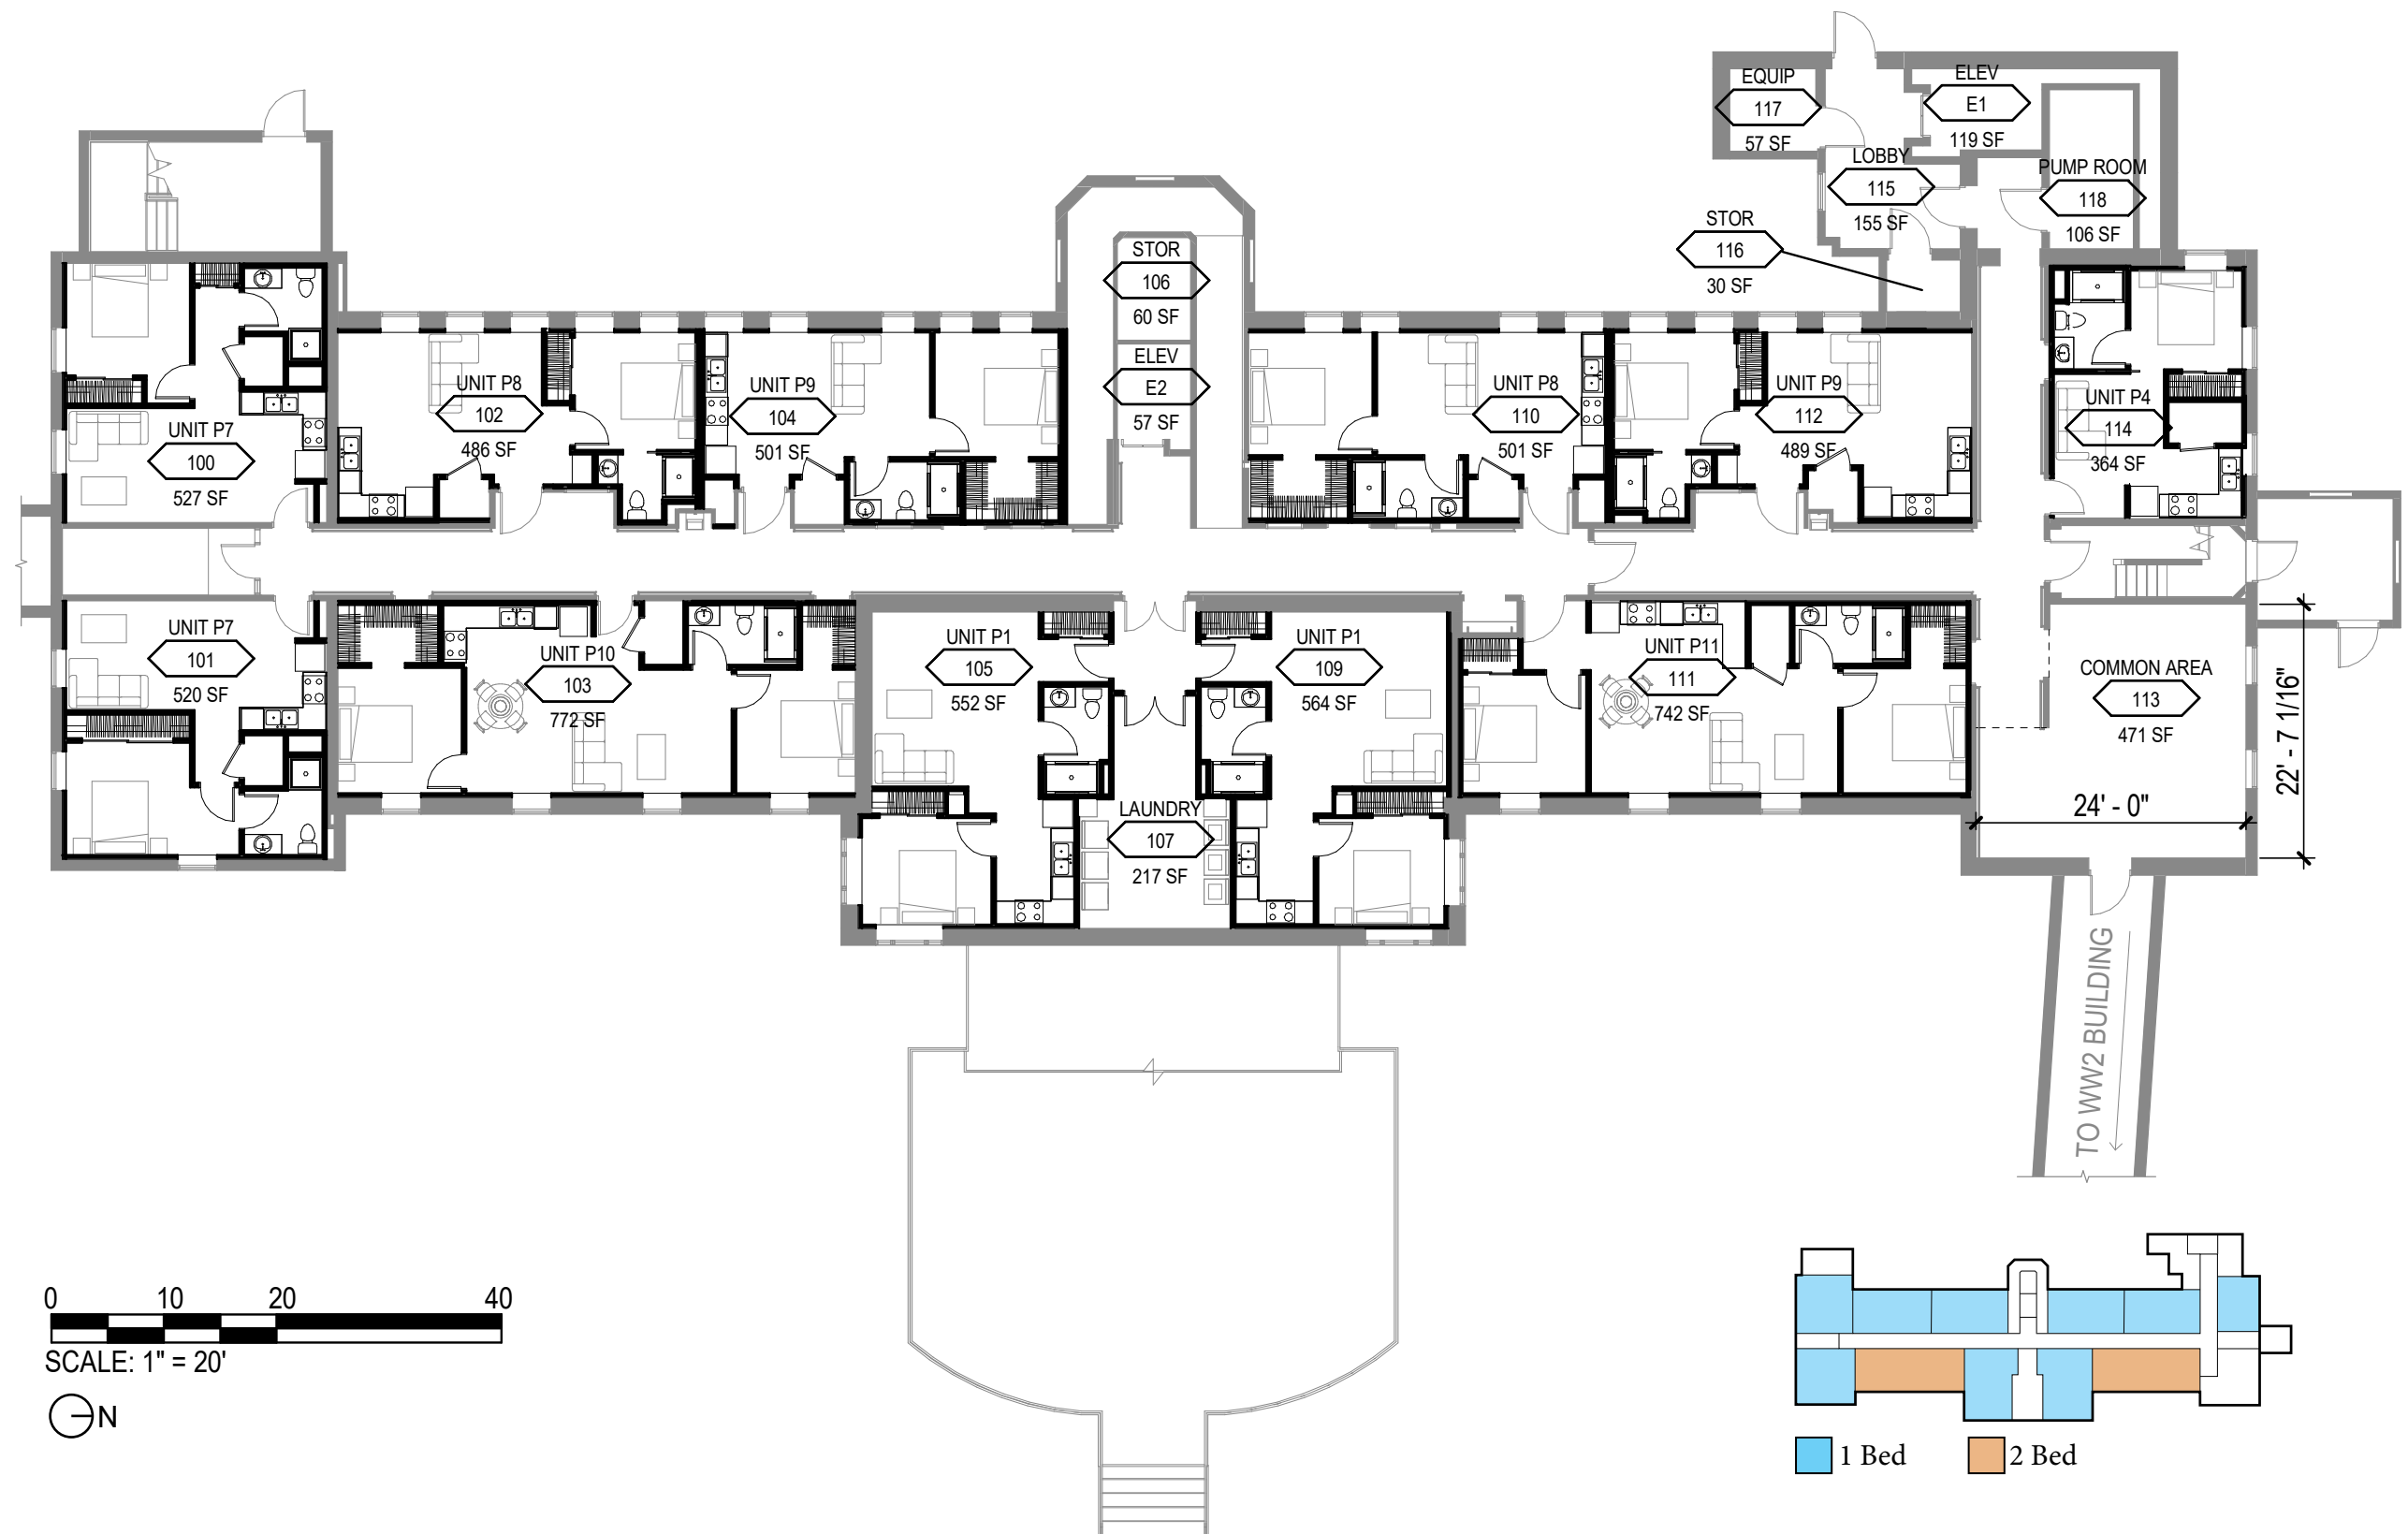 EQUIP
117
57 SF
ELEV
E1
119 SF
LOBBY
115
155 SF
PUMP ROOM
118
106 SF
STOR
116
30 SF
STOR
106
60 SF
ELEV
E2
57 SF
UNIT P7
100
527 SF
UNIT P8
102
486 SF
UNIT P9
104
501 SF
UNIT P8
110
501 SF
UNIT P9
112
489 SF
UNIT P4
114
364 SF
UNIT P7
101
520 SF
UNIT P10
103
772 SF
UNIT P1
105
552 SF
UNIT P1
109
564 SF
UNIT P11
111
742 SF
COMMON AREA
113
471 SF
22' - 7 1/16"
24' - 0"
LAUNDRY
107
217 SF
TO WW2 BUILDING
0 10 20 40
SCALE: 1" = 20'
N
1 Bed
2 Bed